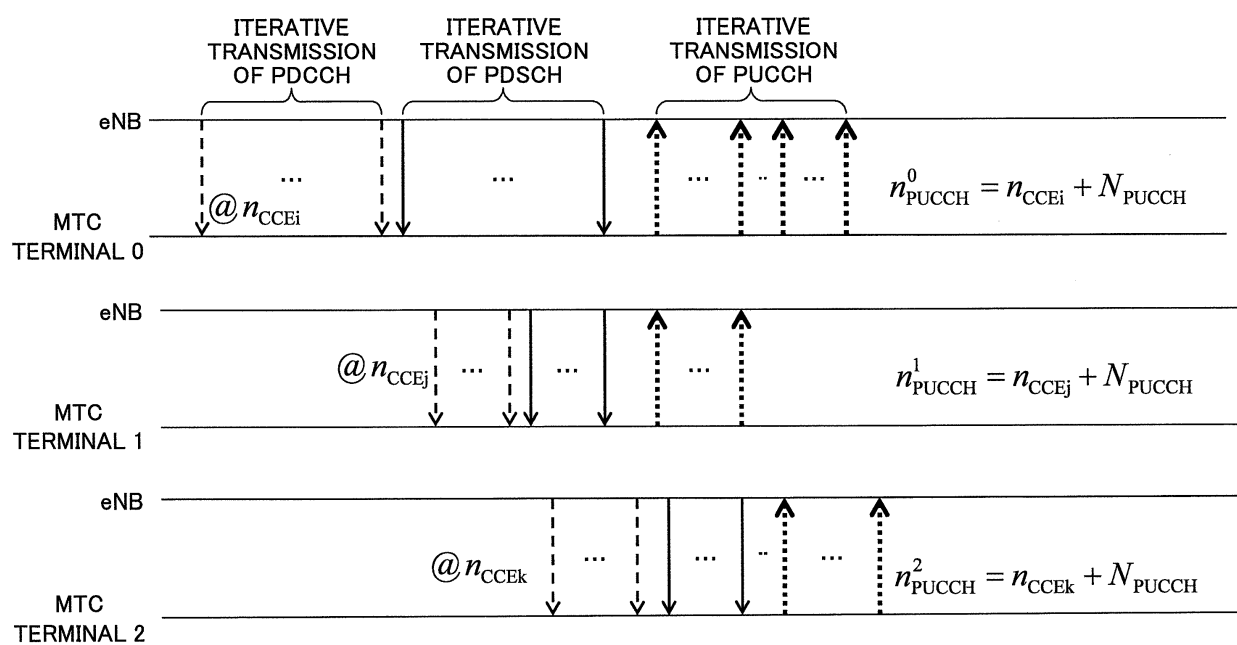 ITERATIVE TRANSMISSION OF PDCCH
ITERATIVE TRANSMISSION OF PDSCH
ITERATIVE TRANSMISSION OF PUCCH
eNB
... ... ... .. ...
@ n_CCEi
n^0_PUCCH = n_CCEi + N_PUCCH
MTC
TERMINAL 0
eNB
@ n_CCEj
... ... ...
n^1_PUCCH = n_CCEj + N_PUCCH
MTC
TERMINAL 1
eNB
@ n_CCEk
... ... .. ...
n^2_PUCCH = n_CCEk + N_PUCCH
MTC
TERMINAL 2